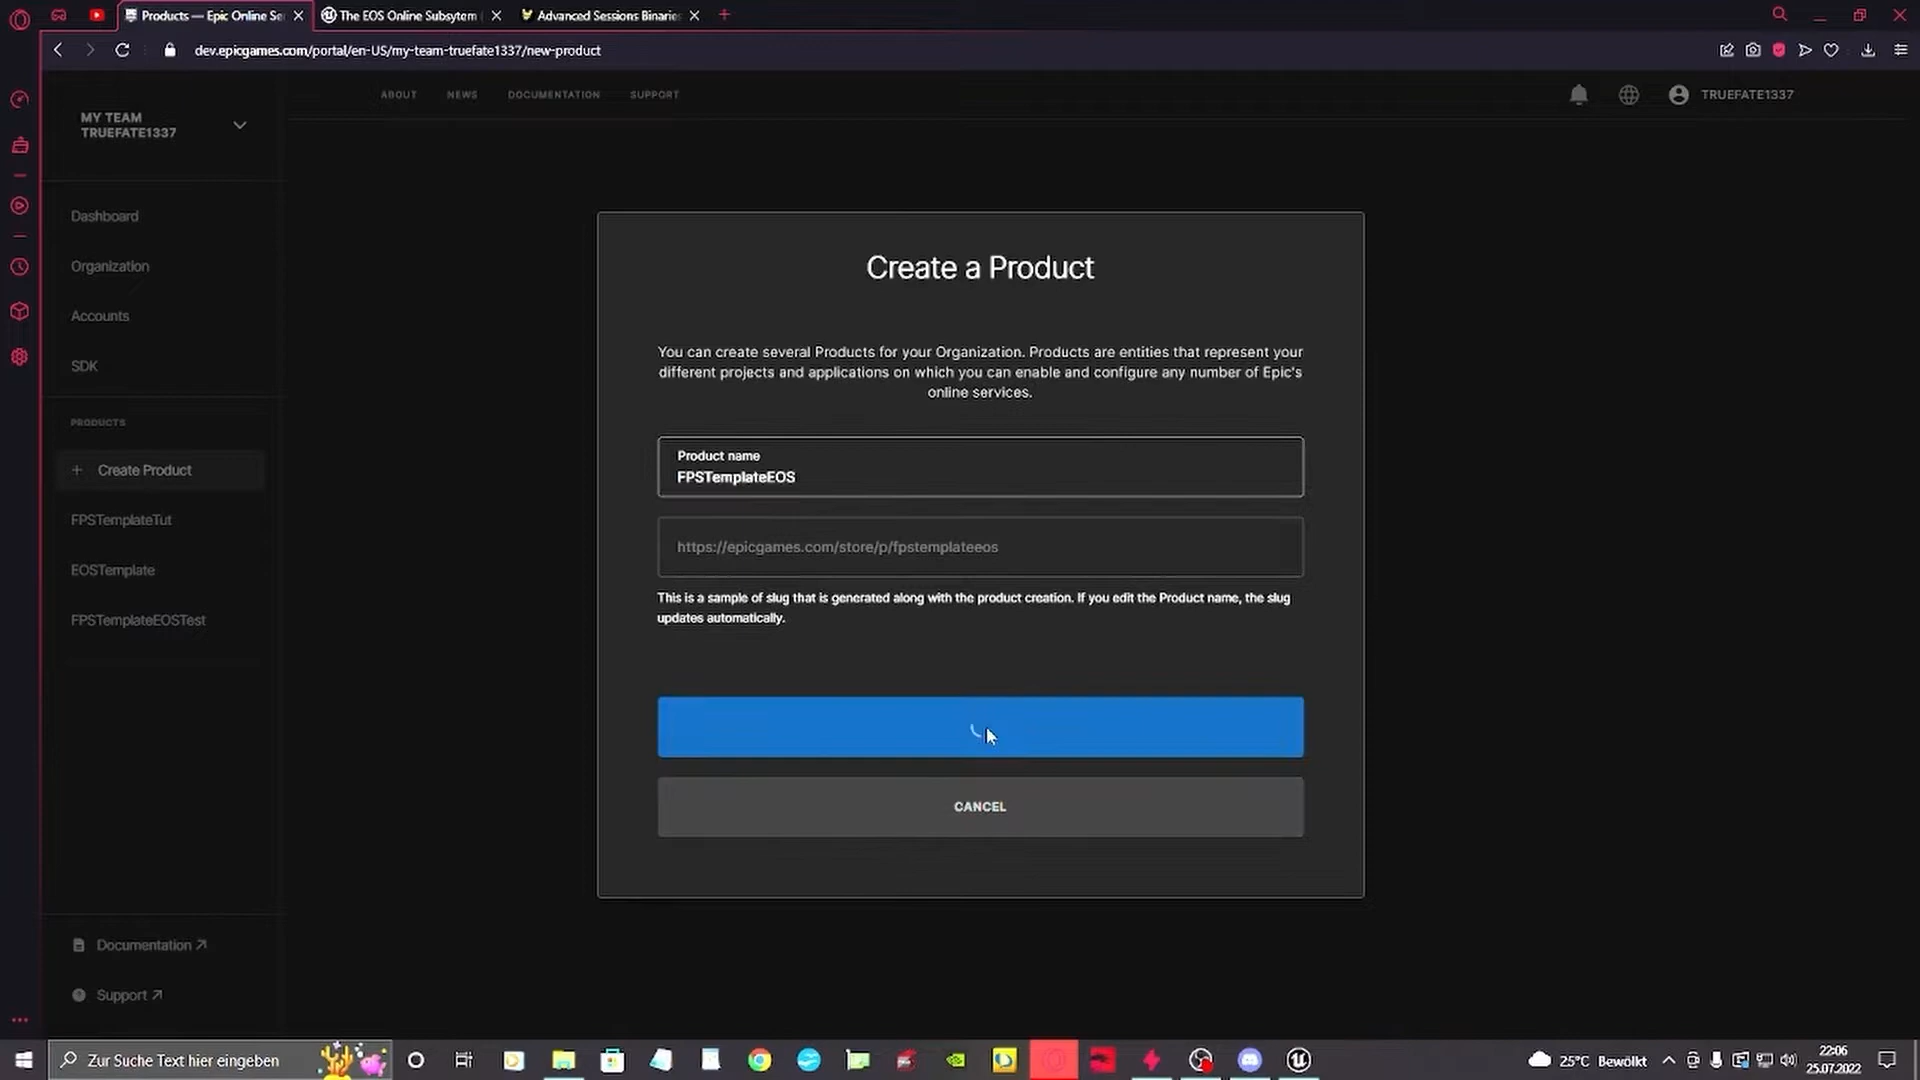 Products — Epic Online Se
The EOS Online Subsytem
Advanced Sessions Binaries
dev.epicgames.com/portal/en-US/my-team-truefate1337/new-product
MY TEAM
TRUEFATE1337
ABOUT
NEWS
DOCUMENTATION
SUPPORT
TRUEFATE1337
Dashboard
Organization
Accounts
SDK
PRODUCTS
+ Create Product
FPSTemplateTut
EOSTemplate
FPSTemplateEOSTest
Create a Product
You can create several Products for your Organization. Products are entities that represent your
different projects and applications on which you can enable and configure any number of Epic's
online services.
Product name
FPSTemplateEOS
https://epicgames.com/store/p/fpstemplateeos
This is a sample of slug that is generated along with the product creation. If you edit the Product name, the slug
updates automatically.
CANCEL
Documentation
Support
Zur Suche Text hier eingeben
25°C Bewölkt
22:06
25.07.2022